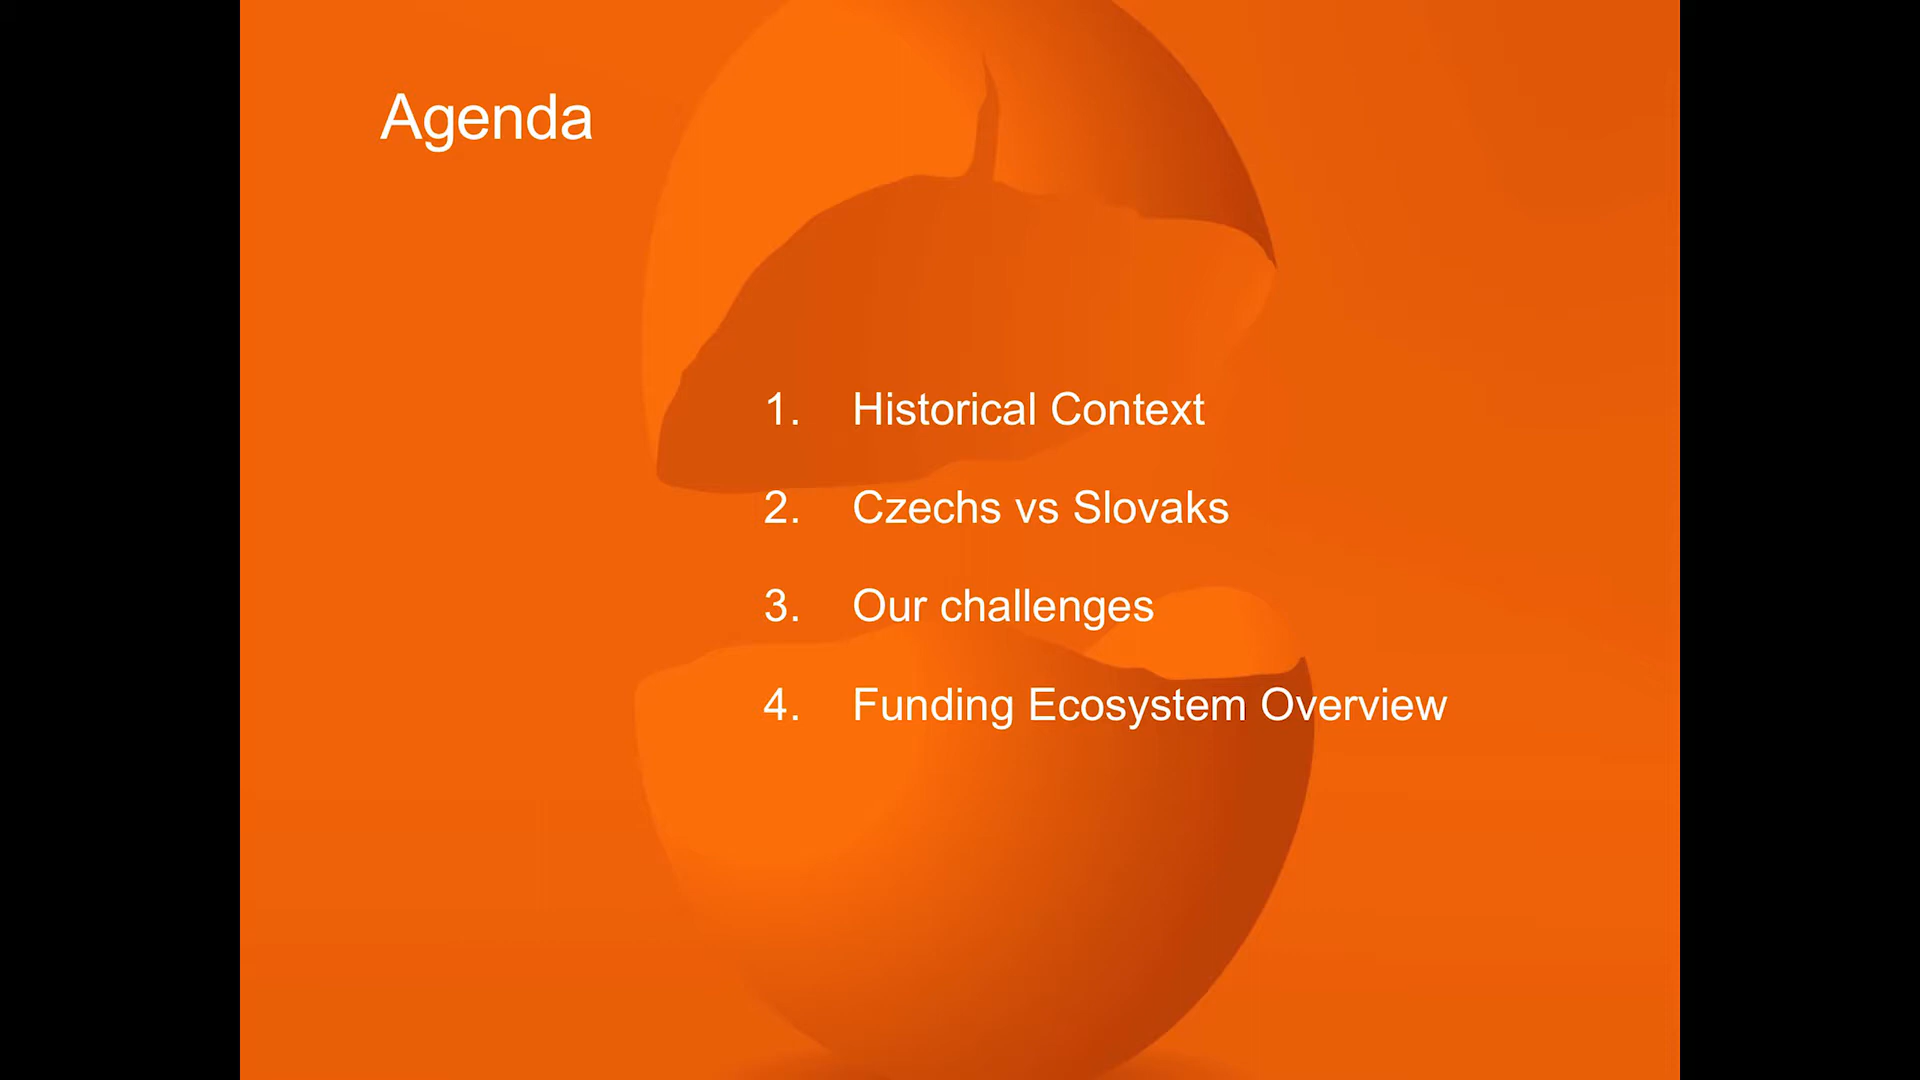 Agenda
1. Historical Context
2. Czechs vs Slovaks
3. Our challenges
4. Funding Ecosystem Overview